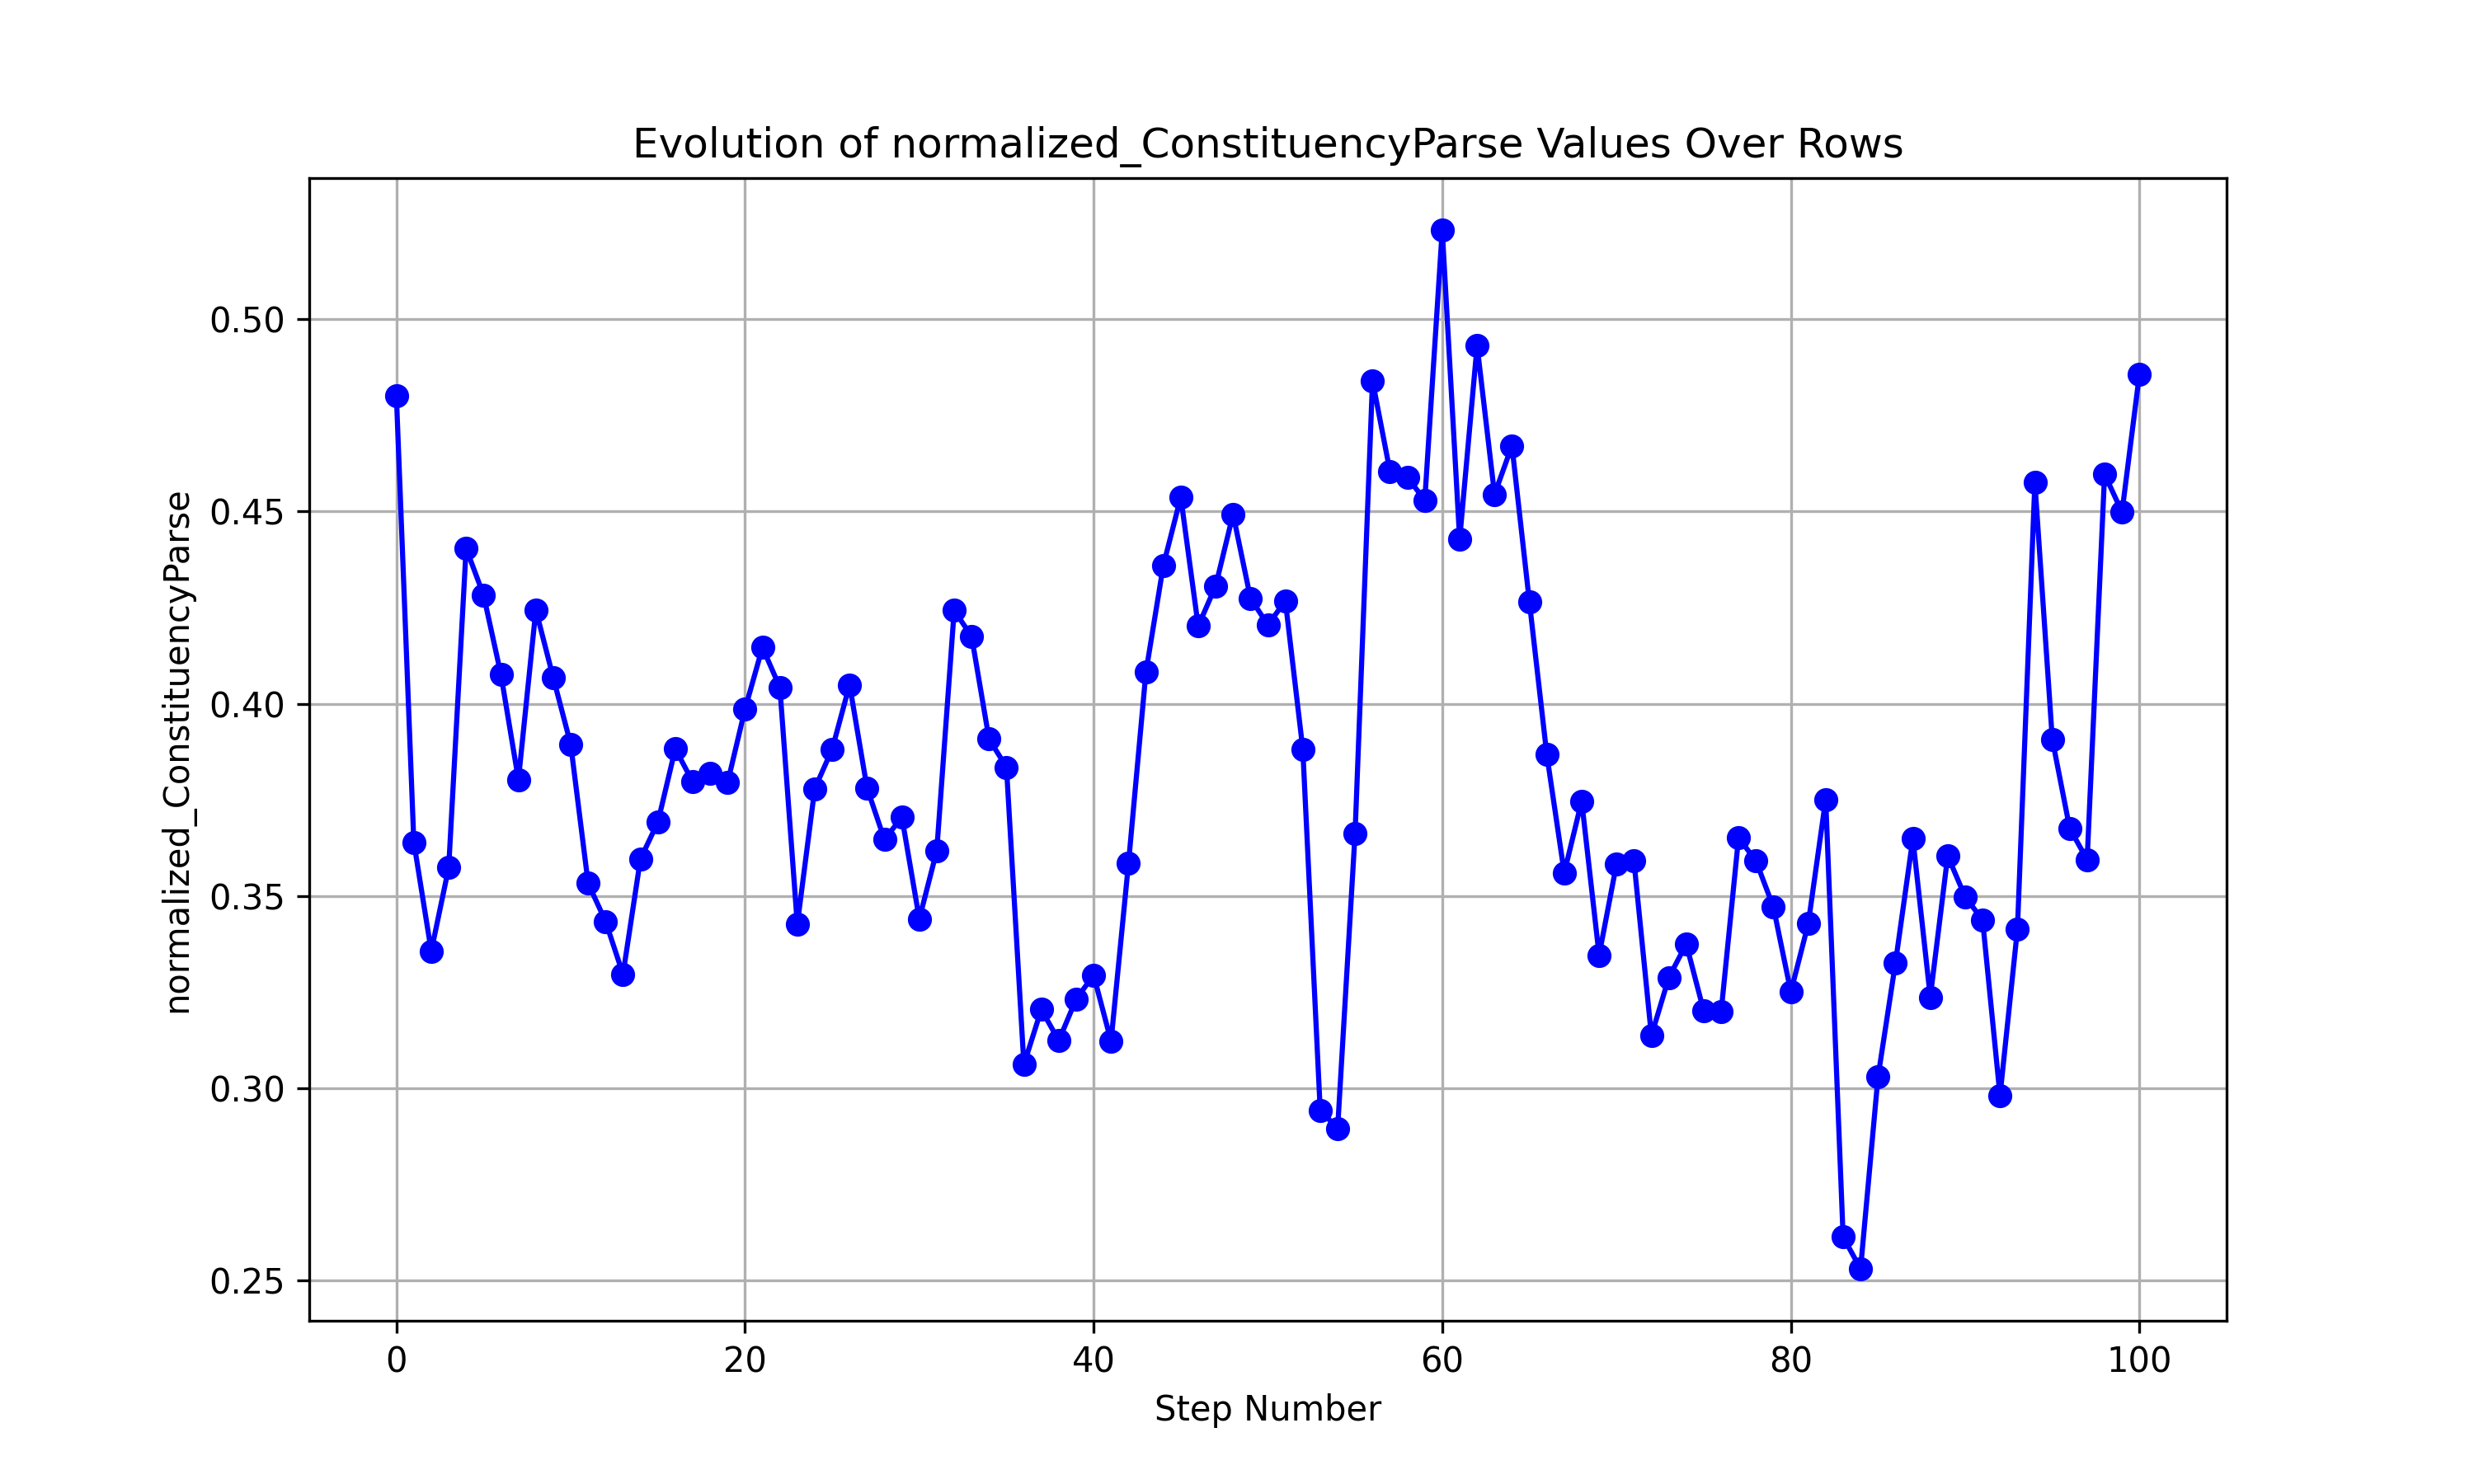 Evolution of normalized_ConstituencyParse Values Over Rows
normalized_ConstituencyParse
0.50
0.45
0.40
0.35
0.30
0.25
0 20 40 60 80 100
Step Number